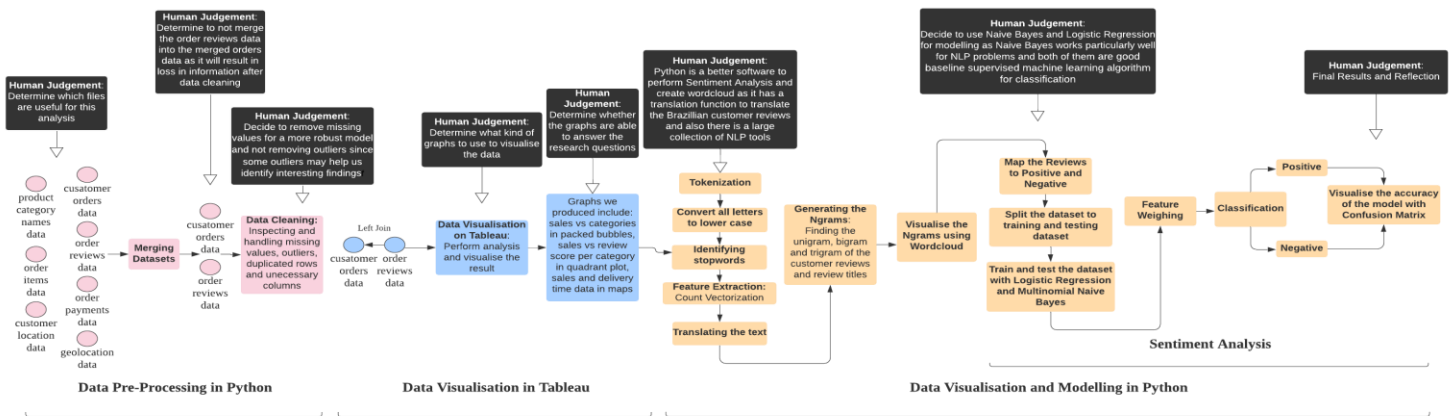 Human Judgement:
Determine which files
are useful for this
analysis
Human Judgement:
Determine to not merge
the order reviews data
into the merged orders
data as it will result in
loss in information after
data cleaning
Human Judgement:
Decide to remove missing
values for a more robust model
and not removing outliers since
some outliers may help us
identify interesting findings
Human Judgement:
Determine what kind of
graphs to use to visualise
the data
Human
Judgement:
Determine whether
the graphs are able
to answer the
research questions
Human Judgement:
Python is a better software to
perform Sentiment Analysis and
create wordcloud as it has a
translation function to translate
the Brazillian customer reviews
and also there is a large
collection of NLP tools
Human Judgement:
Decide to use Naive Bayes and Logistic Regression
for modelling as Naive Bayes works particularly well
for NLP problems and both of them are good
baseline supervised machine learning algorithm
for classification
Human Judgement:
Final Results and Reflection
product
category
names data
order
items data
customer
location
data
cusatomer
orders
data
order
reviews
data
order
payments
data
geolocation
data
Merging
Datasets
cusatomer
orders
data
order
reviews
data
Data Cleaning:
Inspecting and
handling missing
values, outliers,
duplicated rows
and unecessary
columns
Left Join
cusatomer
orders
data
order
reviews
data
Data Visualisation
on Tableau:
Perform analysis
and visualise the
result
Graphs we
produced include:
sales vs categories
in packed bubbles,
sales vs review
score per category
in quadrant plot,
sales and delivery
time data in maps
Tokenization
Convert all letters
to lower case
Identifying
stopwords
Feature Extraction:
Count Vectorization
Translating the text
Generating the
Ngrams:
Finding the
unigram, bigram
and trigram of the
customer reviews
and review titles
Visualise the
Ngrams using
Wordcloud
Map the Reviews
to Positive and
Negative
Split the dataset to
training and testing
dataset
Train and test the dataset
with Logistic Regression
and Multinomial Naive
Bayes
Feature
Weighing
Classification
Positive
Negative
Visualise the accuracy
of the model with
Confusion Matrix
Sentiment Analysis
Data Pre-Processing in Python
Data Visualisation in Tableau
Data Visualisation and Modelling in Python